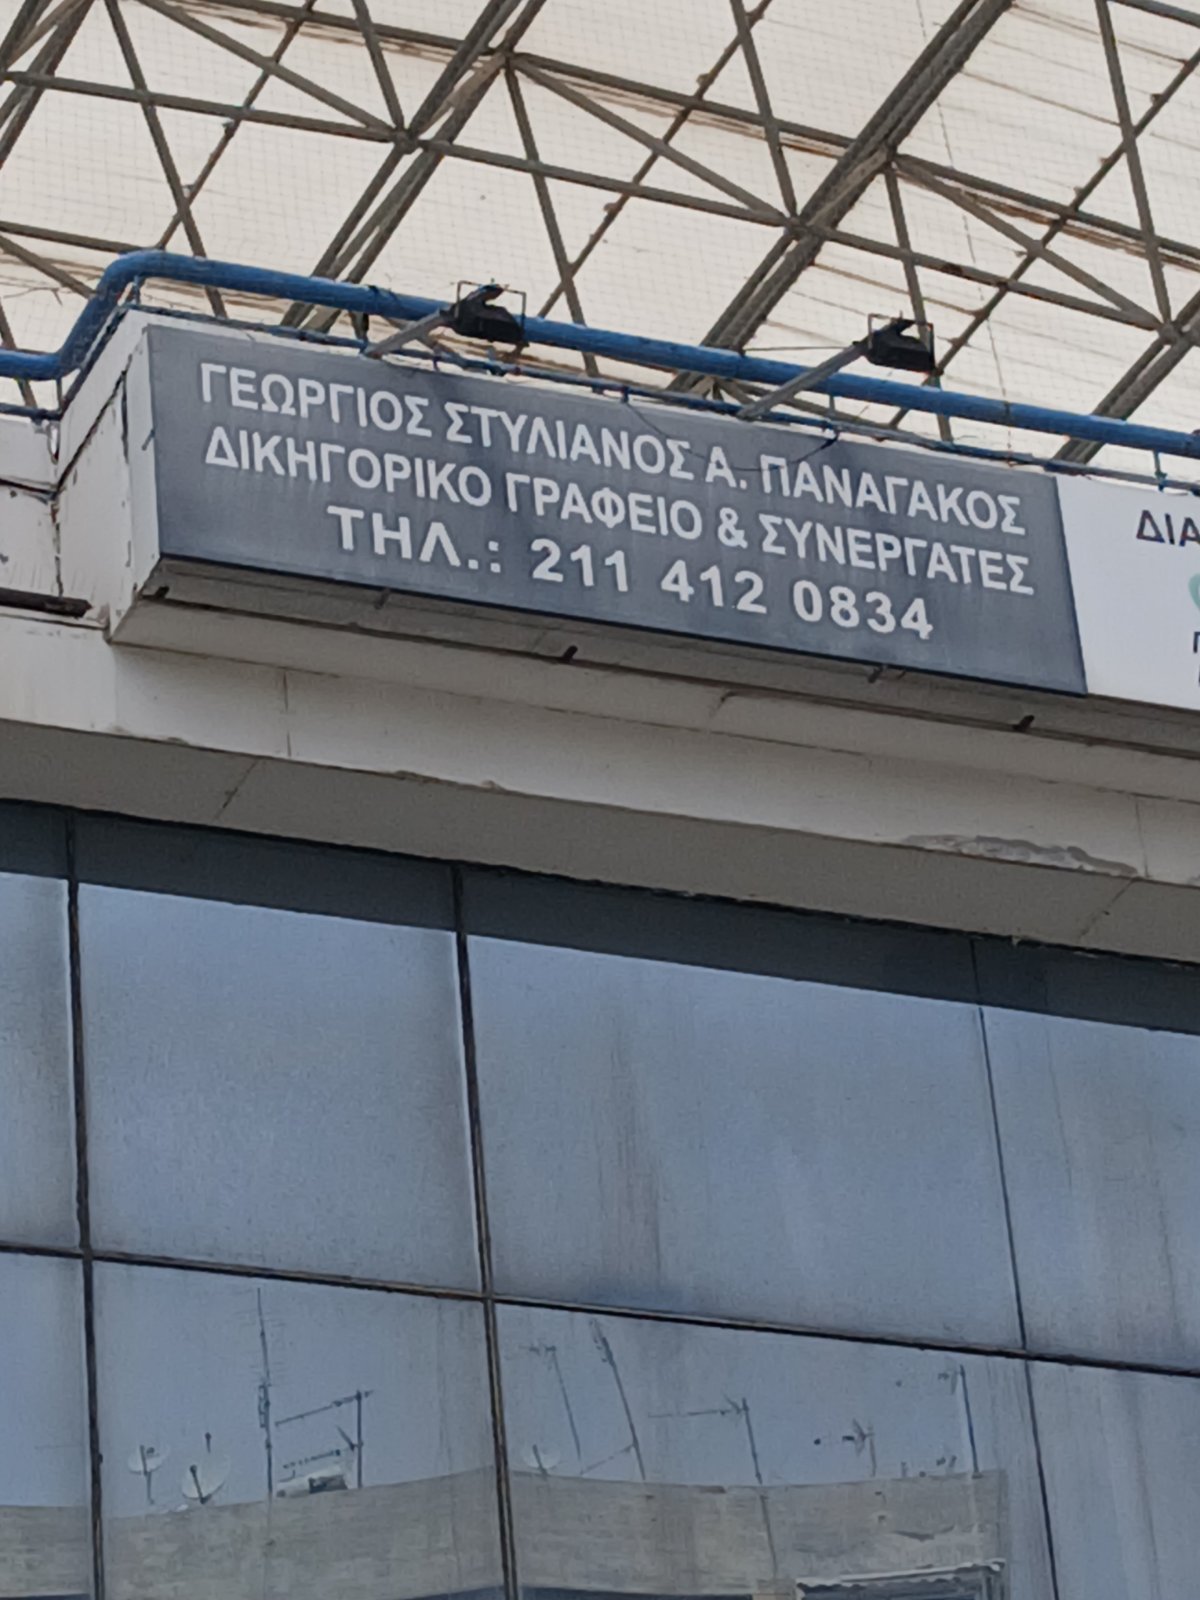 ΓΕΩΡΓΙΟΣ ΣΤΥΛΙΑΝΟΣ Α. ΠΑΝΑΓΑΚΟΣ
ΔΙΚΗΓΟΡΙΚΟ ΓΡΑΦΕΙΟ & ΣΥΝΕΡΓΑΤΕΣ
ΤΗΛ.: 211 412 0834